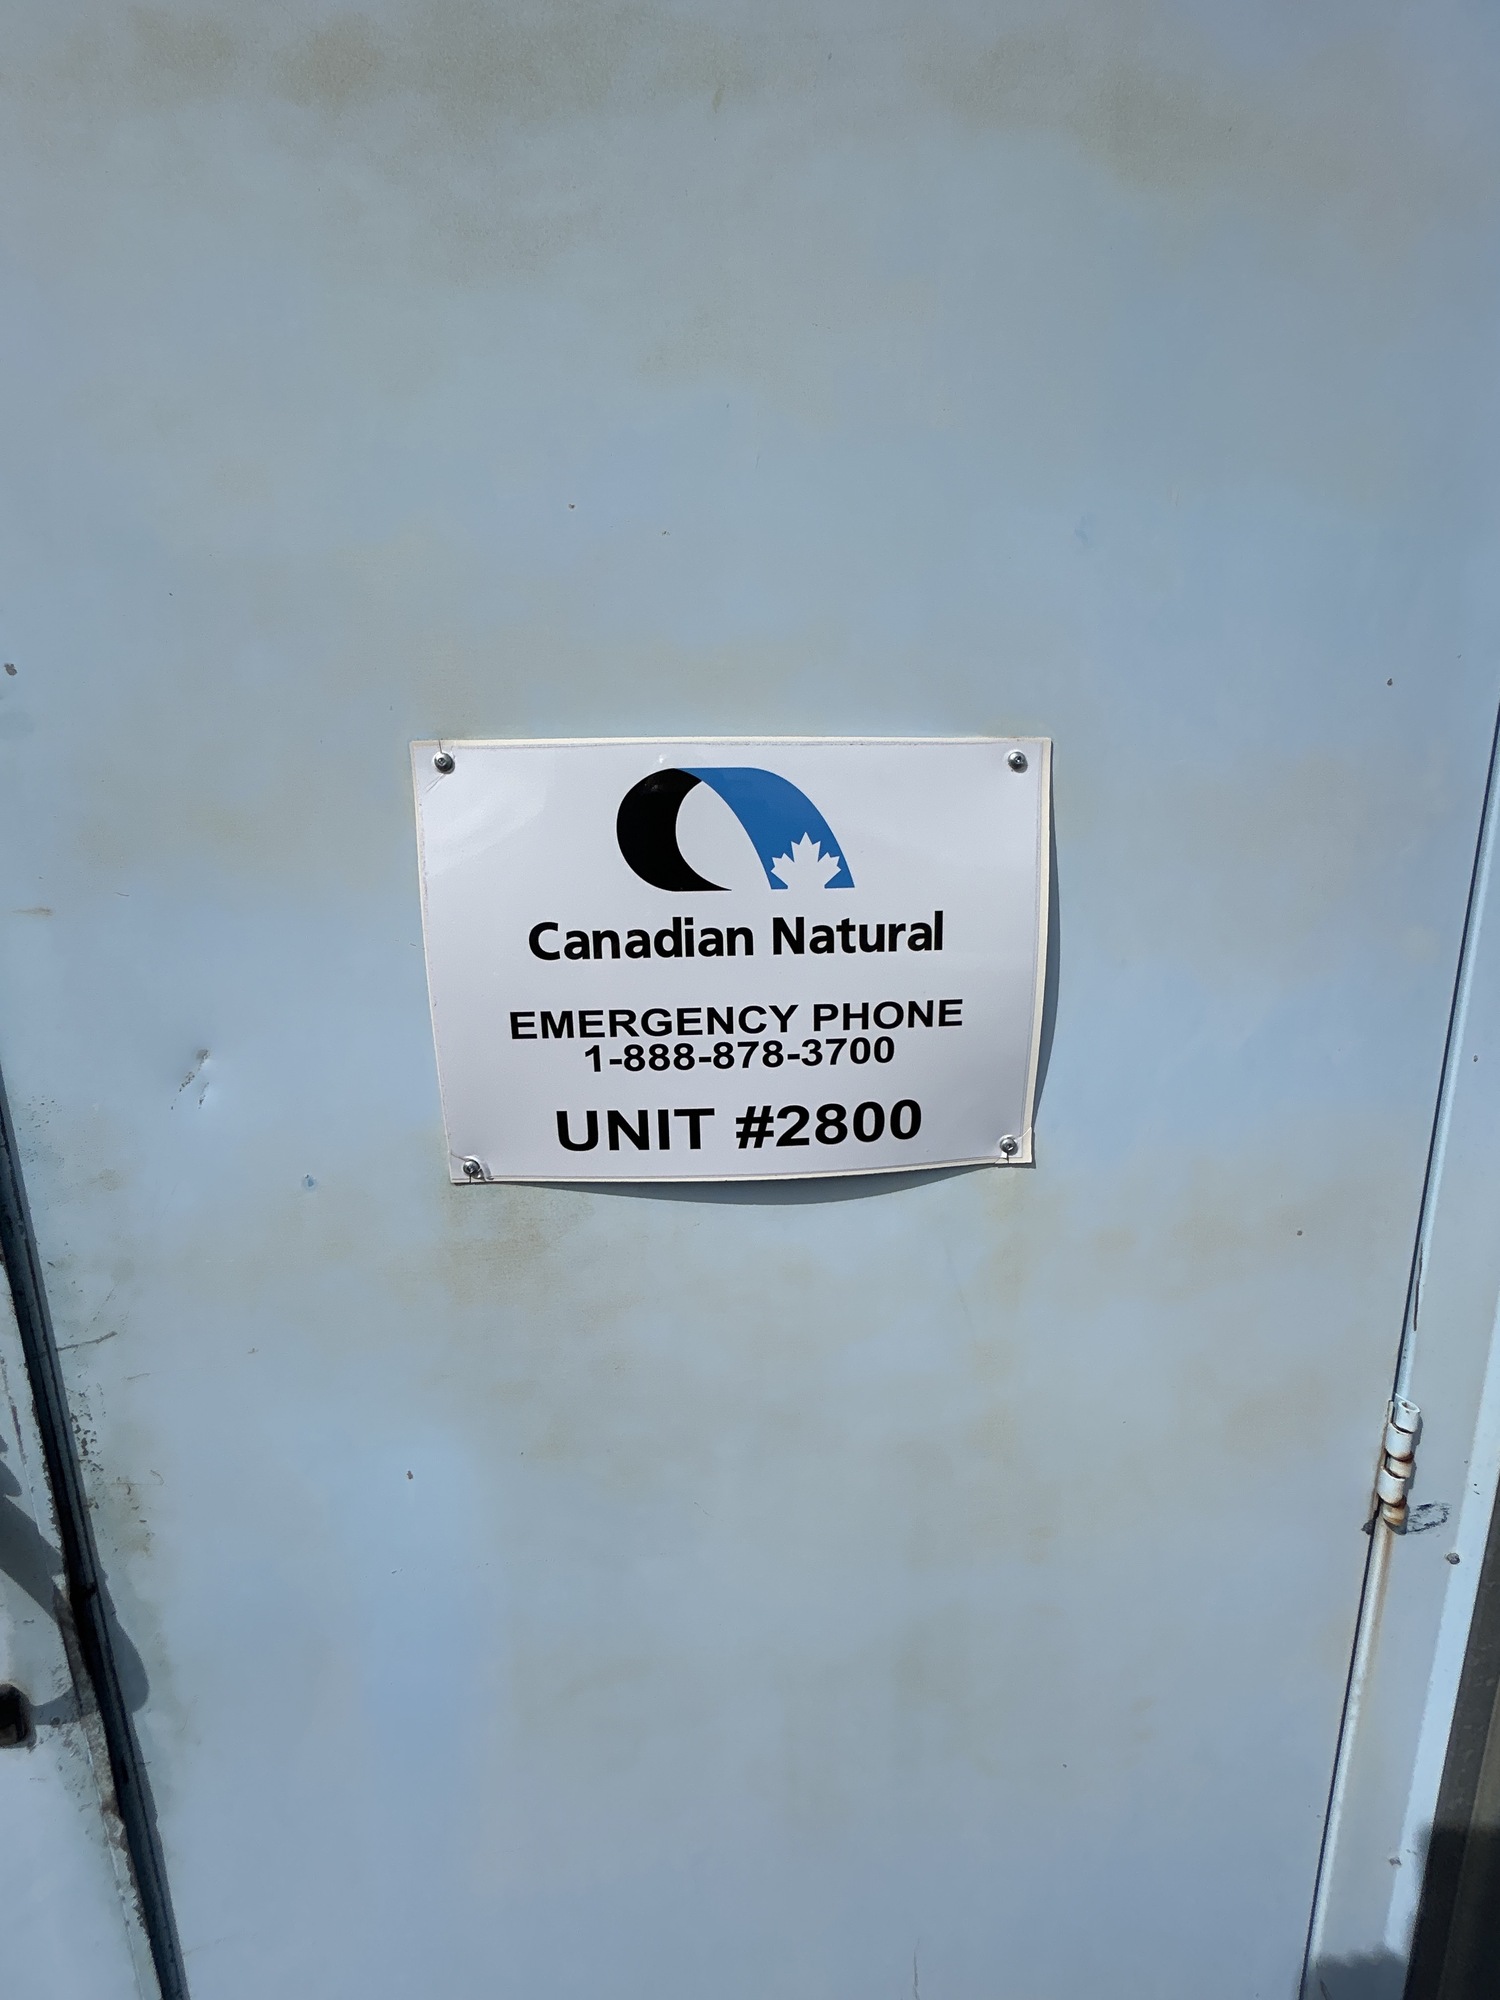 Canadian Natural
EMERGENCY PHONE
1-888-878-3700
UNIT #2800